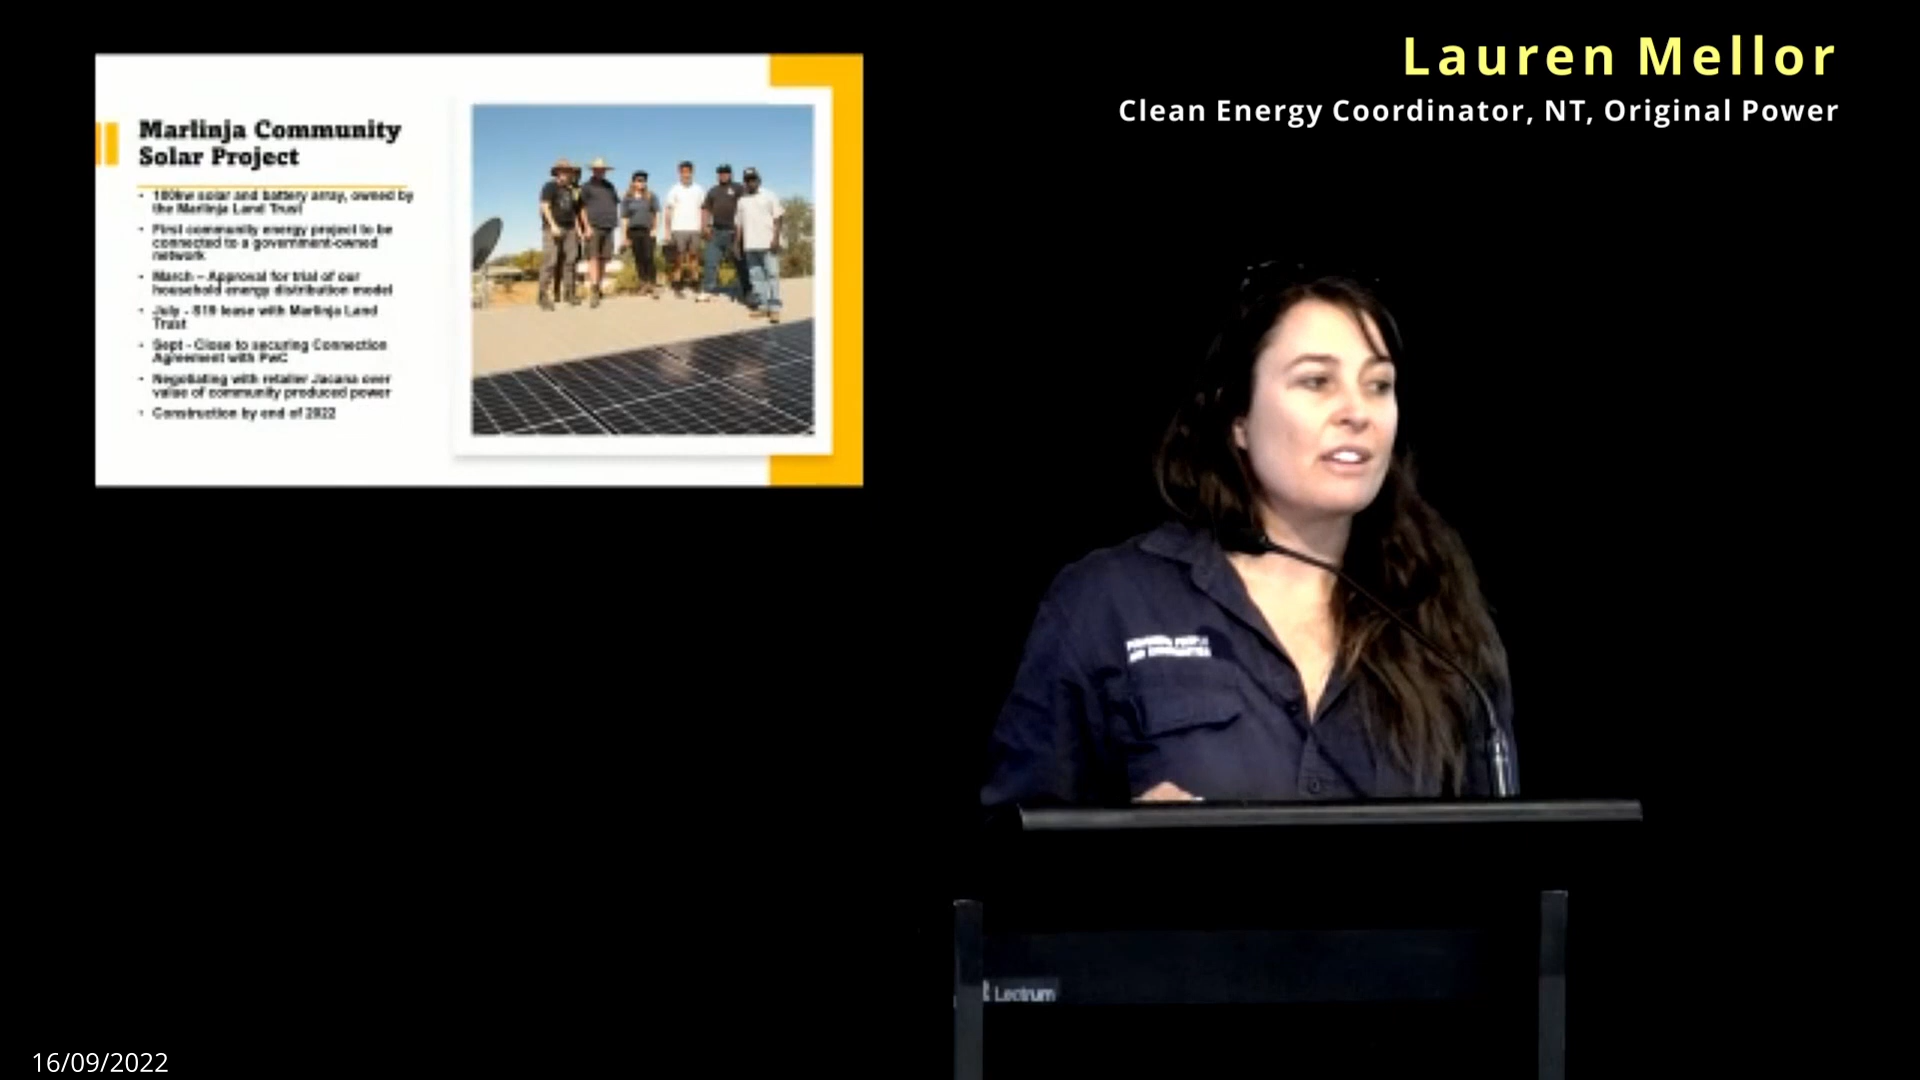 Lauren Mellor
Clean Energy Coordinator, NT, Original Power
Marlinja Community
Solar Project
• 100kw solar and battery array, owned by
the Marlinja Land Trust
• First community energy project to be
connected to a government-owned
network
• March – Approval for trial of our
household energy distribution model
• July - S19 lease with Marlinja Land
Trust
• Sept - Close to securing Connection
Agreement with PWC
• Negotiating with retailer Jacana over
value of community produced power
• Construction by end of 2022
Lectrum
16/09/2022